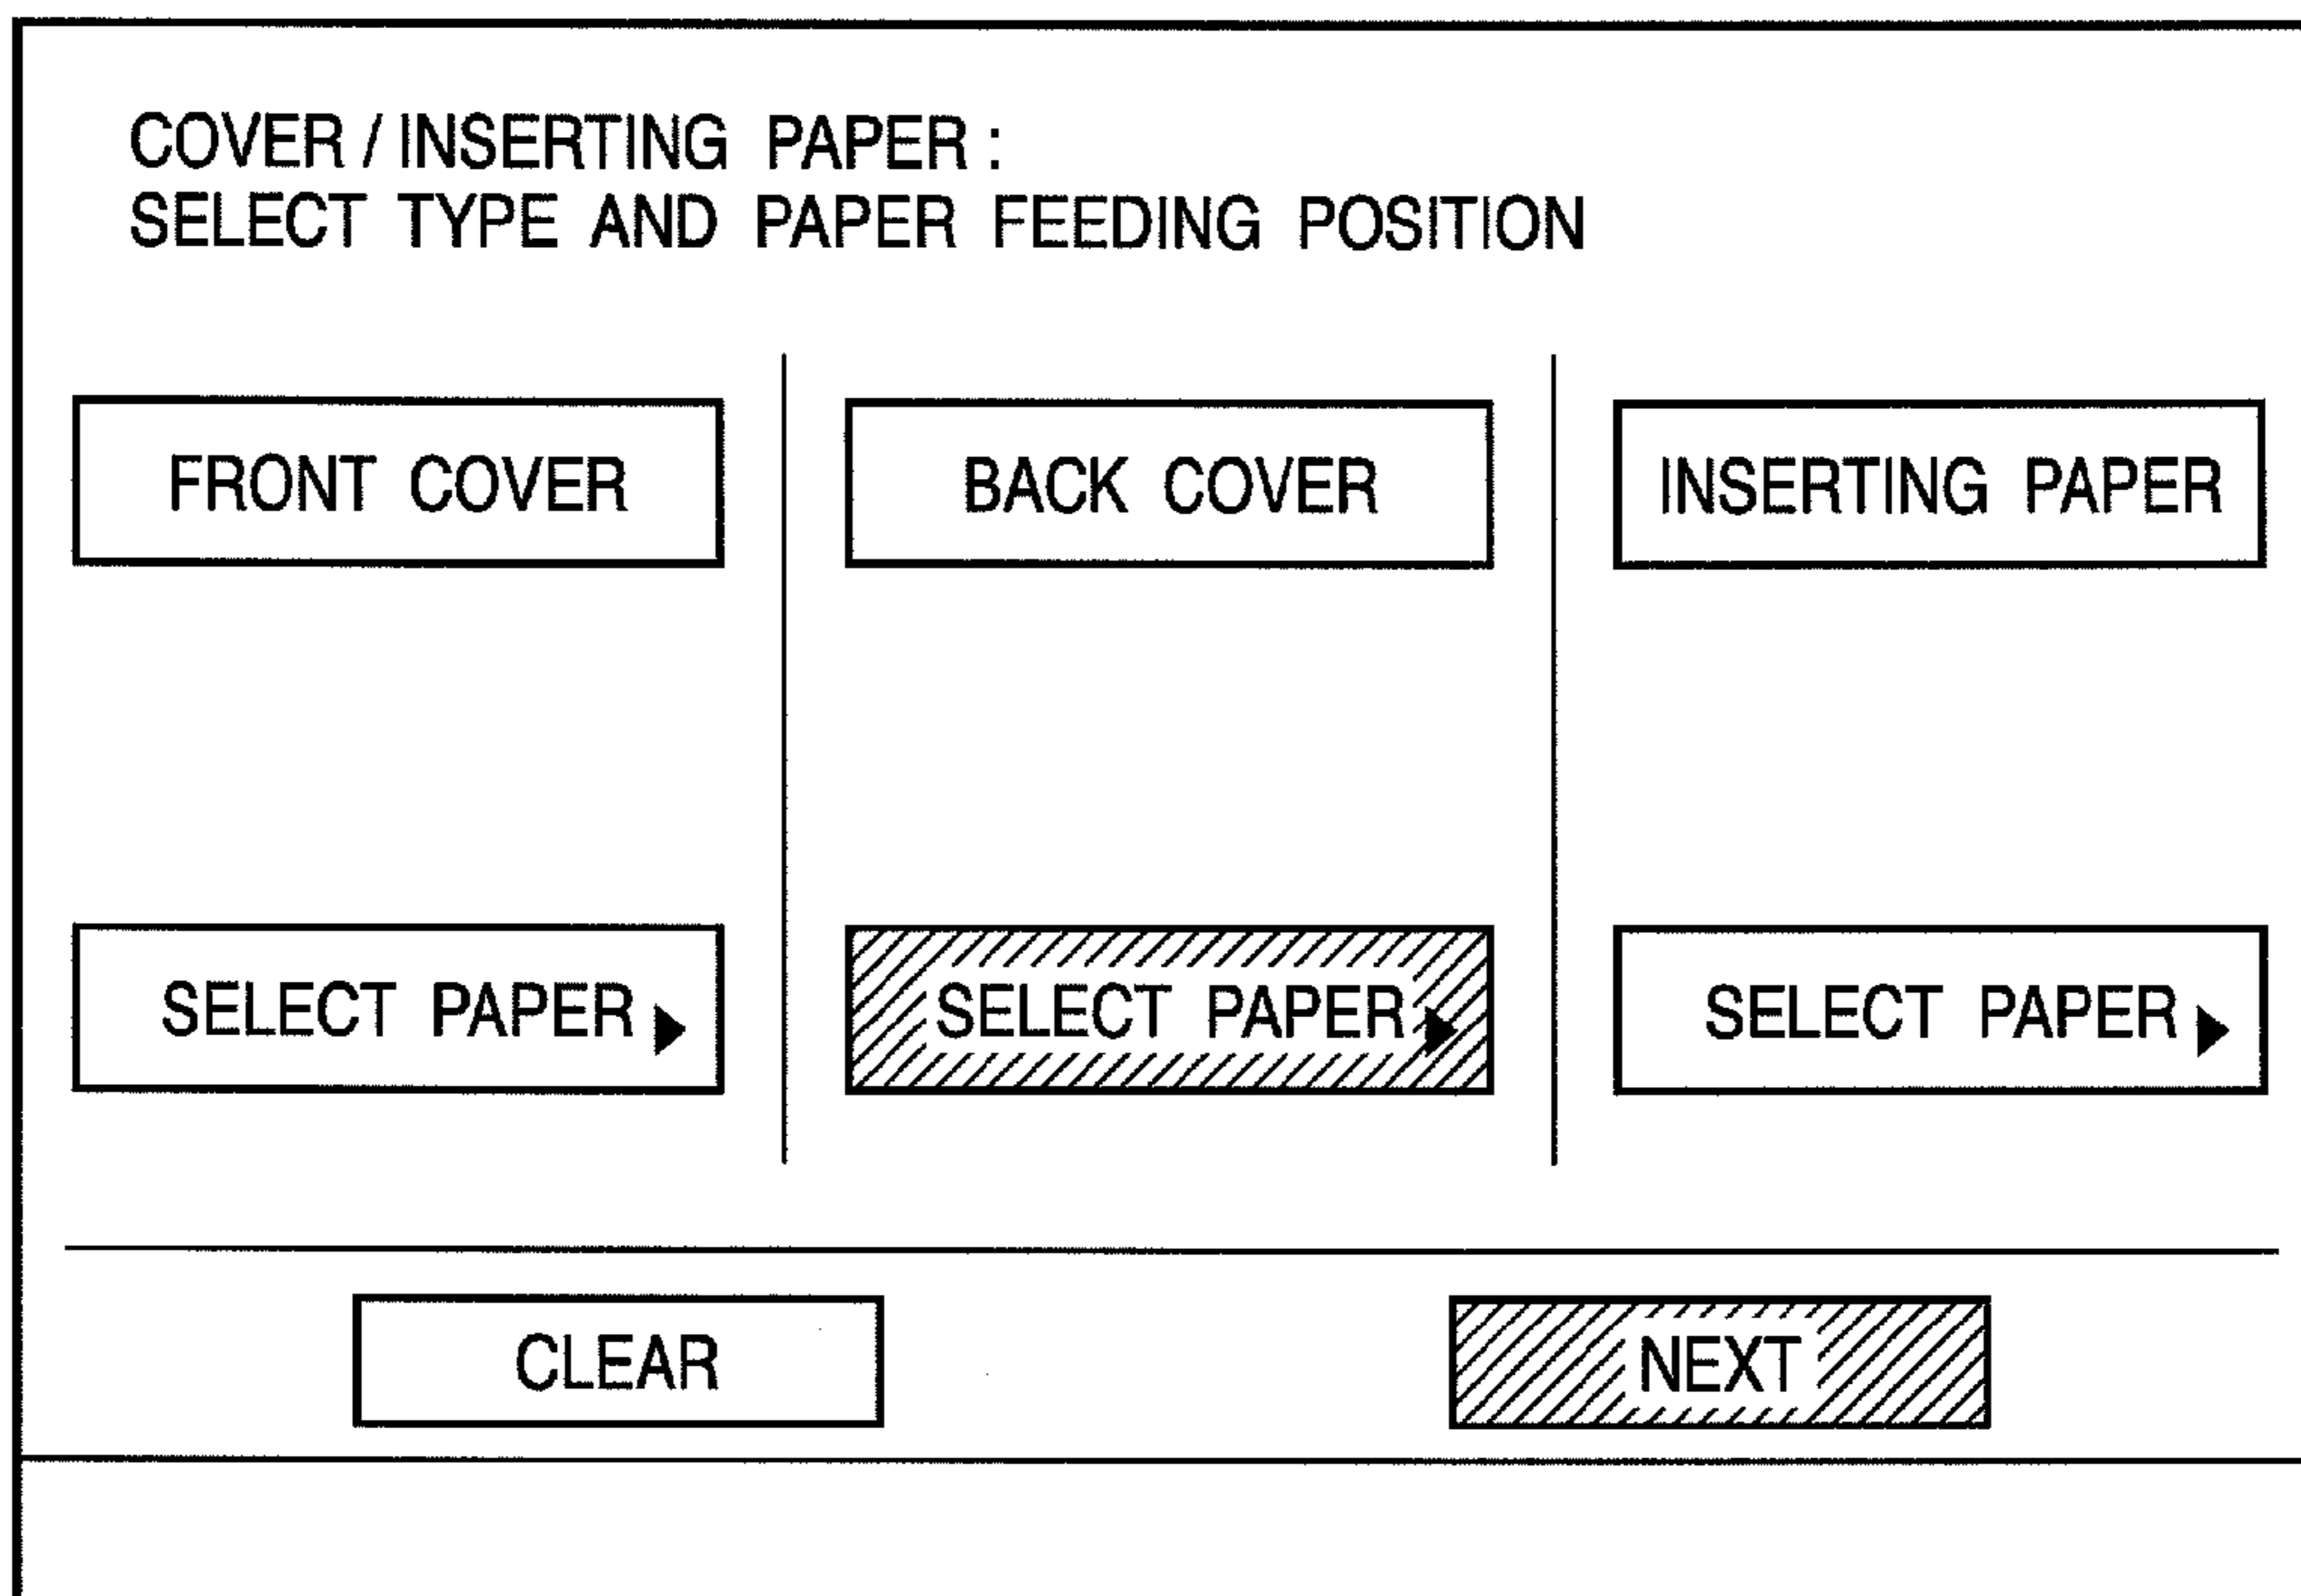 COVER / INSERTING PAPER :
SELECT TYPE AND PAPER FEEDING POSITION
FRONT COVER
BACK COVER
INSERTING PAPER
SELECT PAPER
SELECT PAPER
SELECT PAPER
CLEAR
NEXT